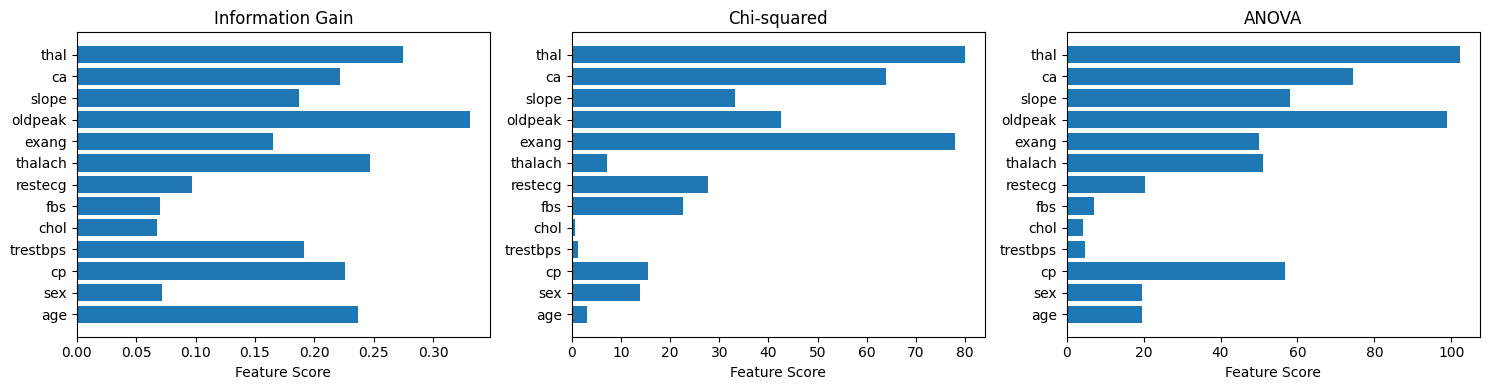 Information Gain
thal
ca
slope
oldpeak
exang
thalach
restecg
fbs
chol
trestbps
cp
sex
age
0.00 0.05 0.10 0.15 0.20 0.25 0.30
Feature Score
Chi-squared
thal
ca
slope
oldpeak
exang
thalach
restecg
fbs
chol
trestbps
cp
sex
age
0 10 20 30 40 50 60 70 80
Feature Score
ANOVA
thal
ca
slope
oldpeak
exang
thalach
restecg
fbs
chol
trestbps
cp
sex
age
0 20 40 60 80 100
Feature Score